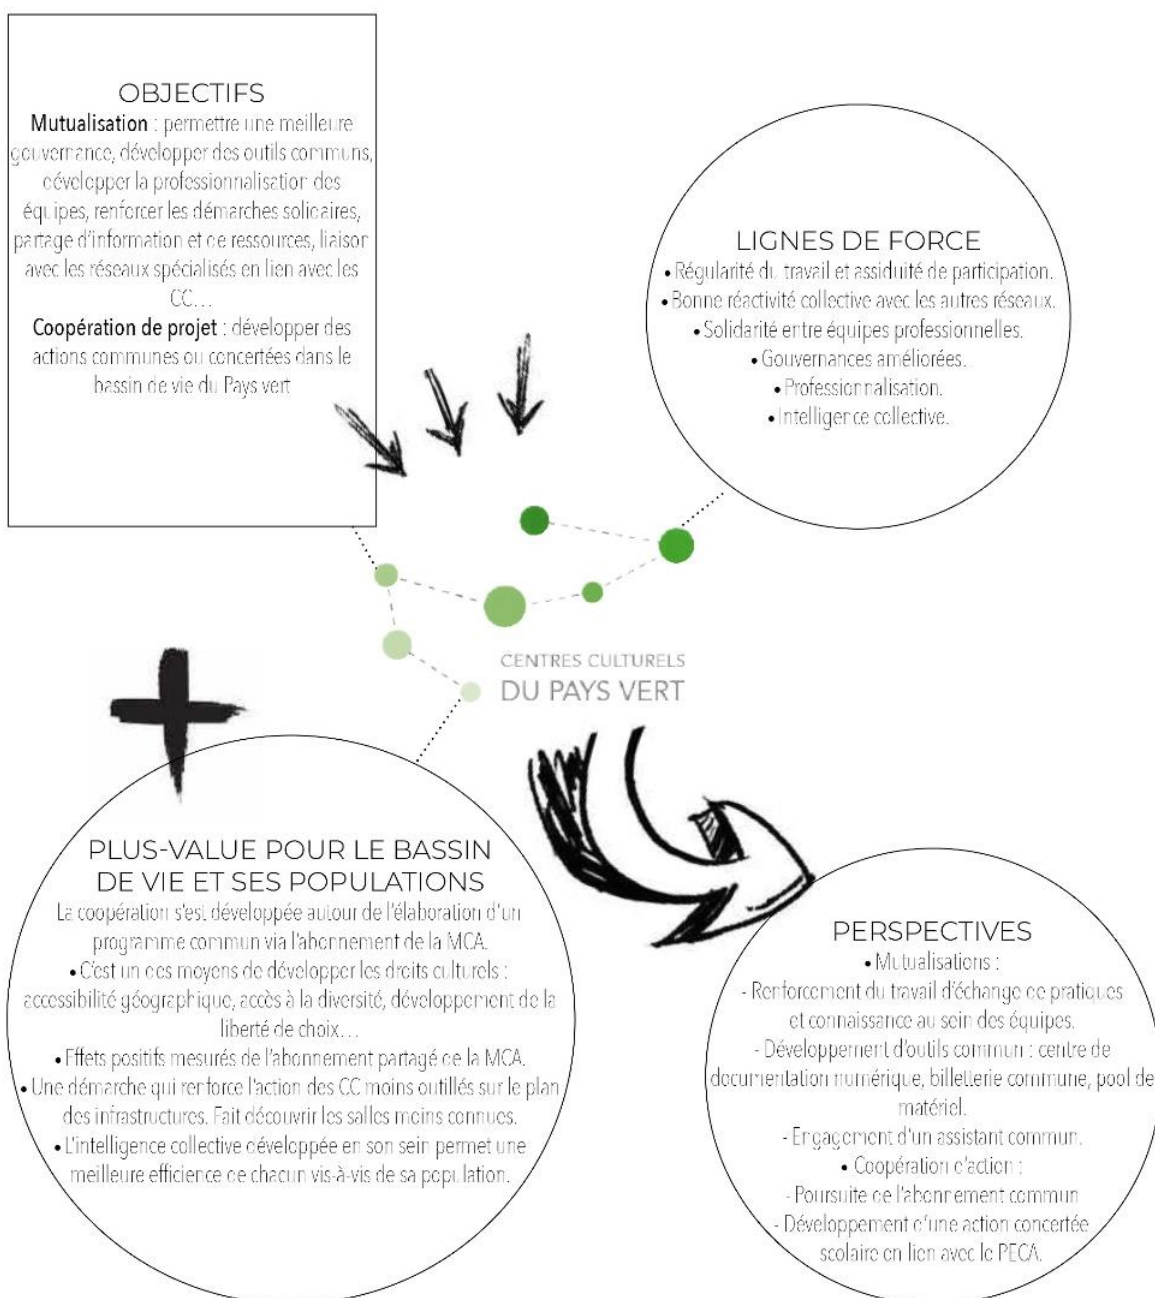 OBJECTIFS
Mutualisation : permettre une meilleure
gouvernance, développer des outils communs,
développer la professionnalisation des
équipes, renforcer les démarches solidaires,
partage d'information et de ressources, liaison
avec les réseaux spécialisés en lien avec les
CC...
Coopération de projet : développer des
actions communes ou concertées dans le
bassin de vie du Pays vert
LIGNES DE FORCE
• Régularité du travail et assiduité de participation.
• Bonne réactivité collective avec les autres réseaux.
• Solidarité entre équipes professionnelles.
• Gouvernances améliorées.
• Professionnalisation.
• Intelligence collective.
CENTRES CULTURELS
DU PAYS VERT
PLUS-VALUE POUR LE BASSIN
DE VIE ET SES POPULATIONS
La coopération s'est développée autour de l'élaboration d'un
programme commun via l'abonnement de la MCA.
• C'est un des moyens de développer les droits culturels :
accessibilité géographique, accès à la diversité, développement de la
liberté de choix...
• Effets positifs mesurés de l'abonnement partagé de la MCA.
• Une démarche qui renforce l'action des CC moins outillés sur le plan
des infrastructures. Fait découvrir les salles moins connues.
• L'intelligence collective développée en son sein permet une
meilleure efficience de chacun vis-à-vis de sa population.
PERSPECTIVES
• Mutualisations :
- Renforcement du travail d'échange de pratiques
et connaissance au sein des équipes.
- Développement d'outils commun : centre de
documentation numérique, billetterie commune, pool de
matériel.
- Engagement d'un assistant commun.
• Coopération d'action :
- Poursuite de l'abonnement commun
- Développement d'une action concertée
scolaire en lien avec le PECA.